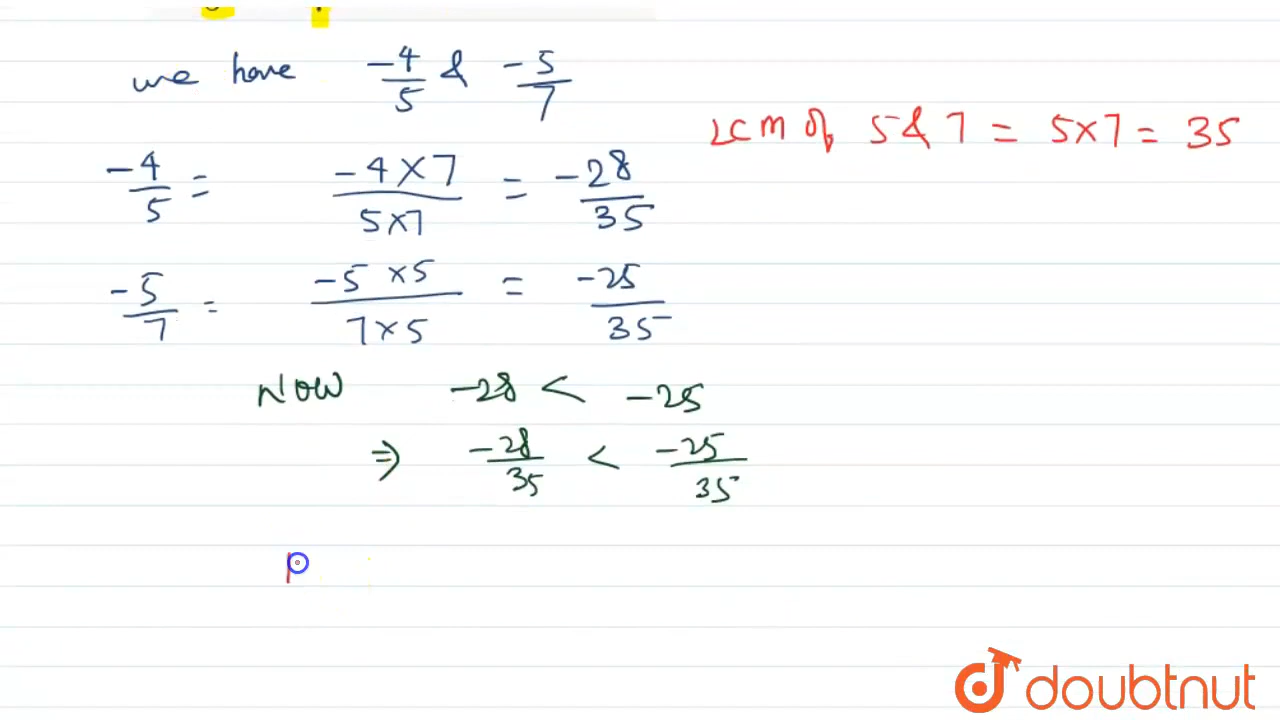 we have -4/5 & -5/7
LCM of 5 & 7 = 5×7 = 35
-4/5 = -4×7/5×7 = -28/35
-5/7 = -5×5/7×5 = -25/35
Now -28 < -25
⇒ -28/35 < -25/35
doubtnut